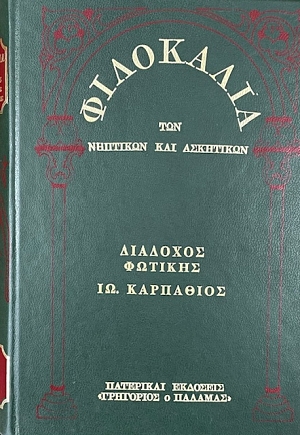 ΦΙΛΟΚΑΛΙΑ
ΤΩΝ
ΝΗΠΤΙΚΩΝ ΚΑΙ ΑΣΚΗΤΙΚΩΝ
ΔΙΑΔΟΧΟΣ
ΦΩΤΙΚΗΣ
ΙΩ. ΚΑΡΠΑΘΙΟΣ
ΠΑΤΕΡΙΚΑΙ ΕΚΔΟΣΕΙΣ
«ΓΡΗΓΟΡΙΟΣ Ο ΠΑΛΑΜΑΣ»